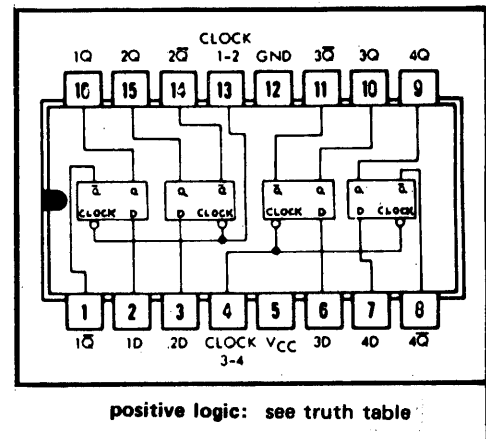 CLOCK
1Q 2Q 2Q̅ 1-2 GND 3Q̅ 3Q 4Q
16 15 14 13 12 11 10 9
Q̅ Q Q Q̅ Q̅ Q Q Q̅
CLOCK D D CLOCK CLOCK D D CLOCK
1 2 3 4 5 6 7 8
1Q̅ 1D 2D CLOCK VCC 3D 4D 4Q̅
3-4
positive logic: see truth table